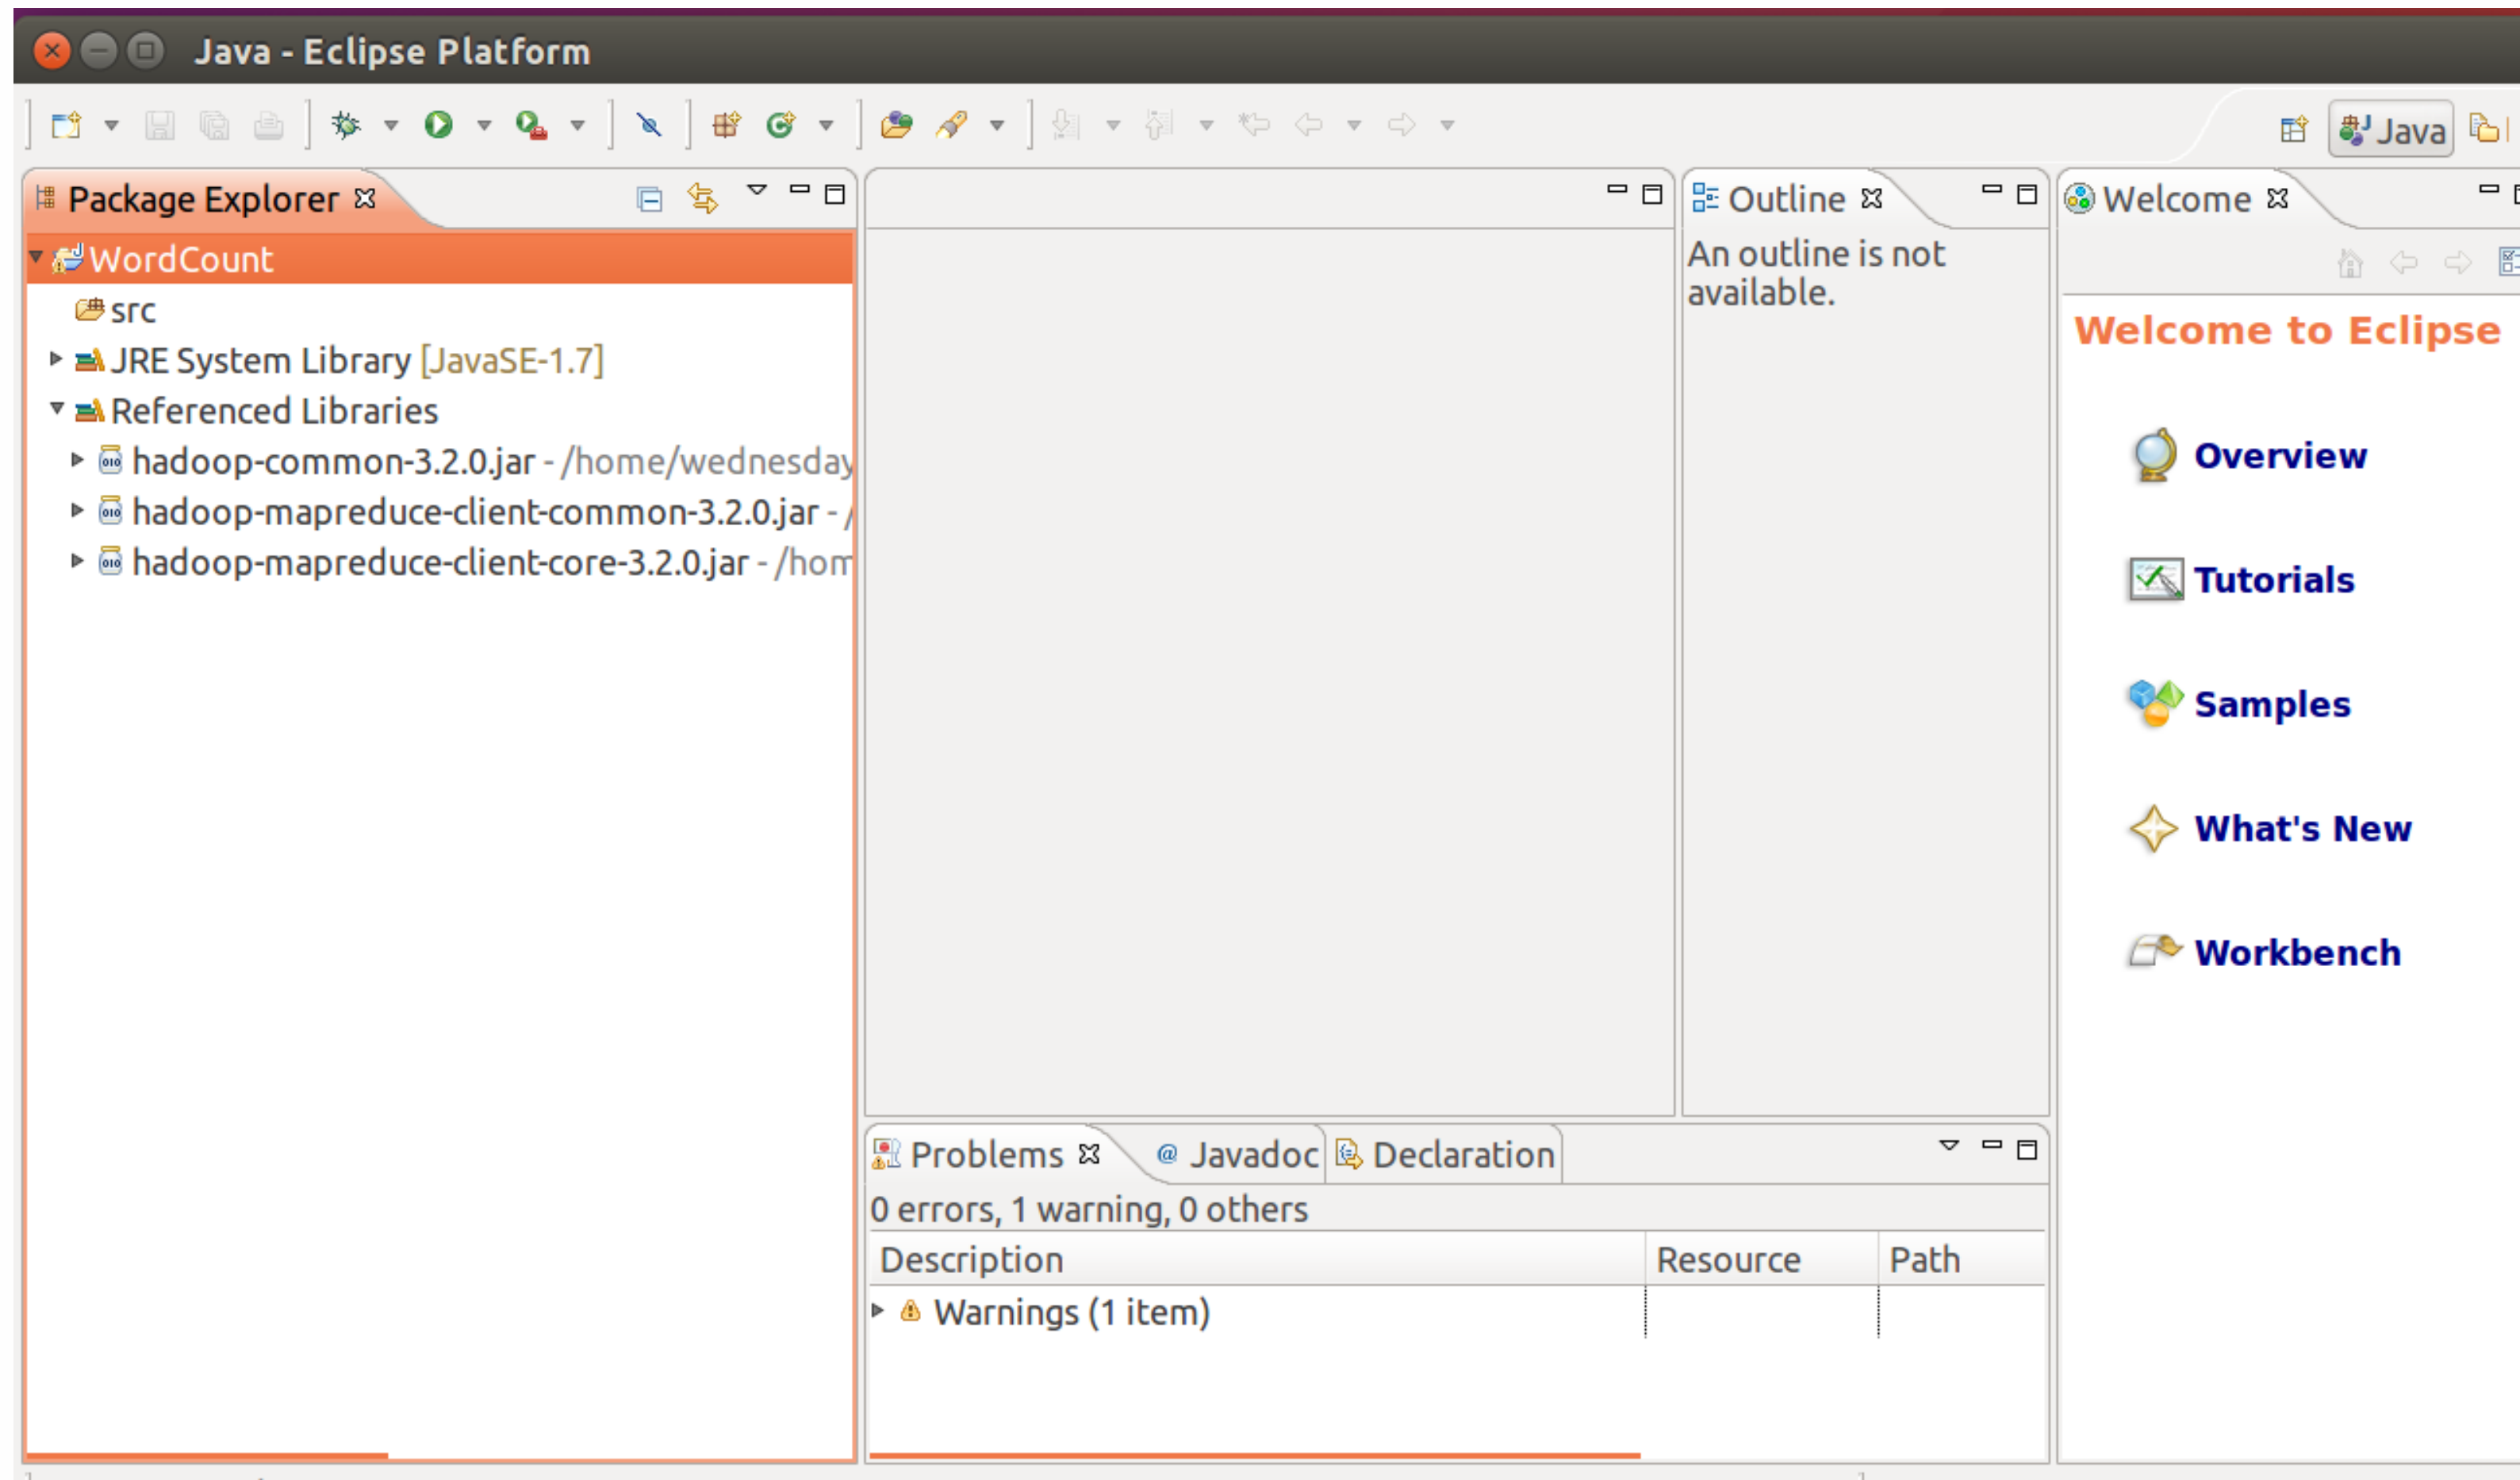 Java - Eclipse Platform
Java
Package Explorer
WordCount
src
JRE System Library [JavaSE-1.7]
Referenced Libraries
hadoop-common-3.2.0.jar - /home/wednesday
hadoop-mapreduce-client-common-3.2.0.jar - /
hadoop-mapreduce-client-core-3.2.0.jar - /hom
Outline
An outline is not
available.
Welcome
Welcome to Eclipse
Overview
Tutorials
Samples
What's New
Workbench
Problems
@ Javadoc
Declaration
0 errors, 1 warning, 0 others
Description
Resource
Path
Warnings (1 item)